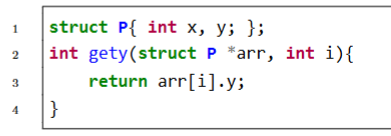 1 struct P{ int x, y; };
2 int gety(struct P *arr, int i){
3 return arr[i].y;
4 }